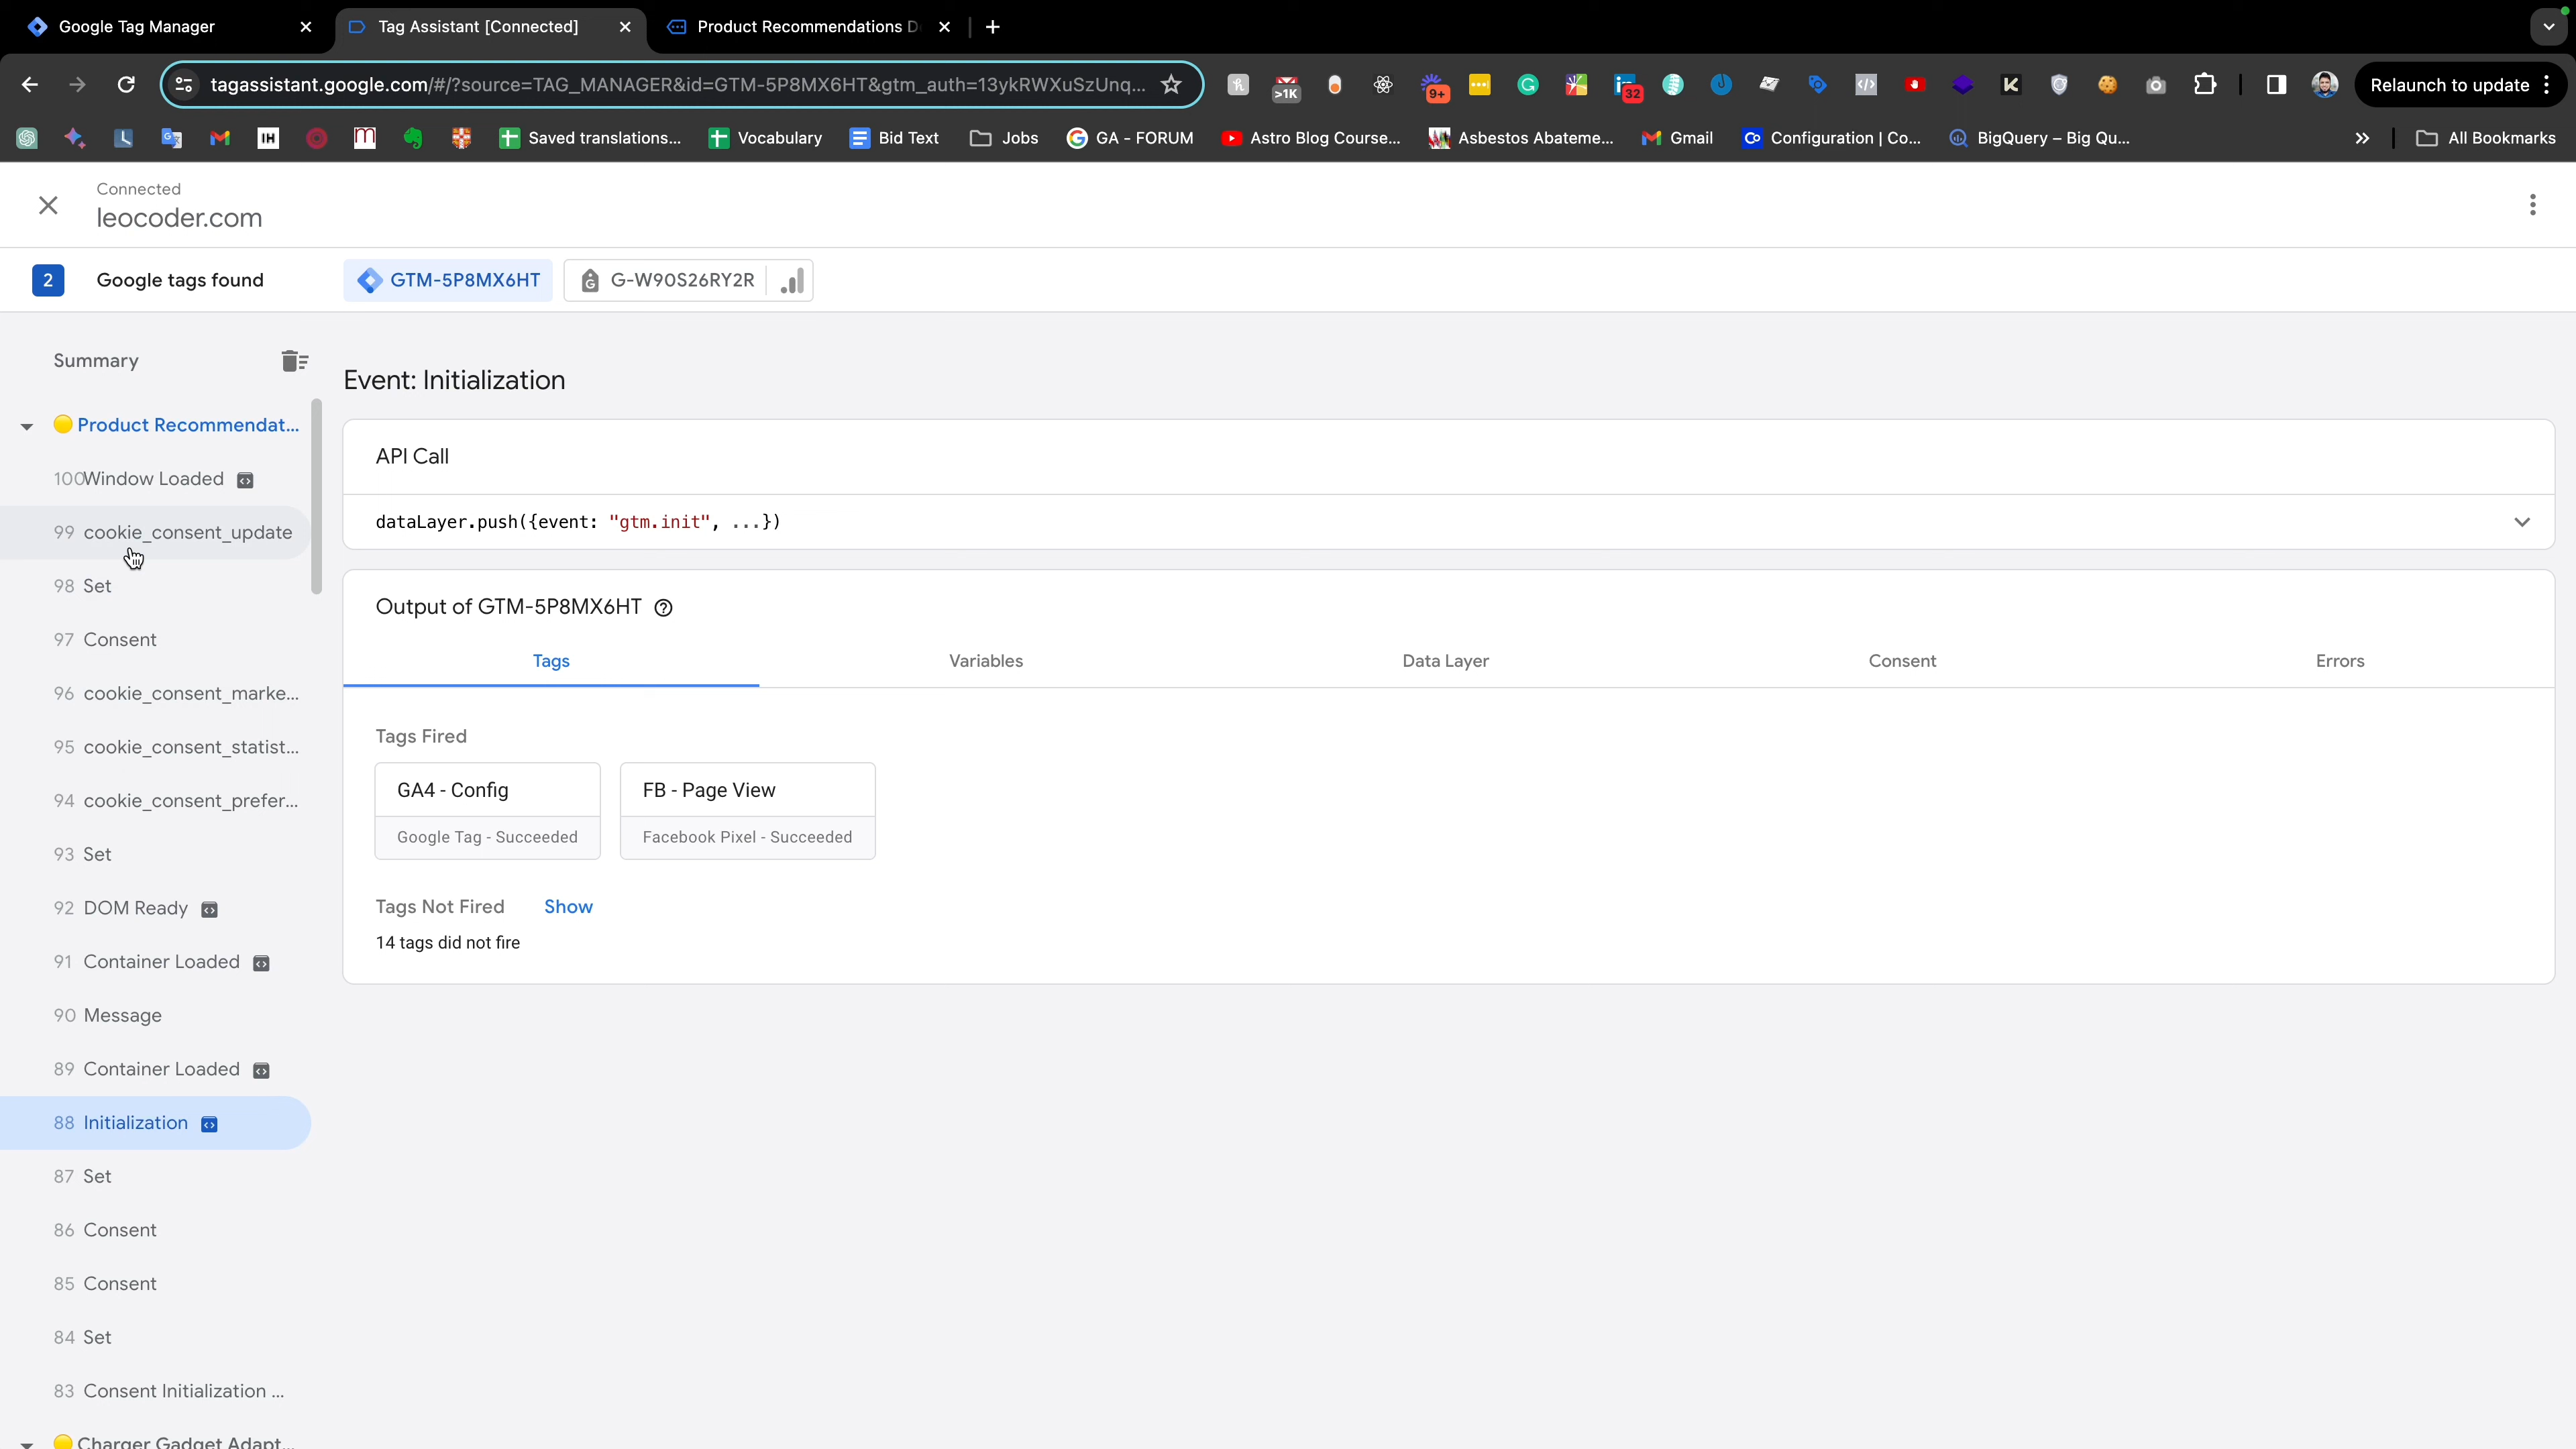 Google Tag Manager
Tag Assistant [Connected]
Product Recommendations D
tagassistant.google.com/#/?source=TAG_MANAGER&id=GTM-5P8MX6HT&gtm_auth=13ykRWXuSzUnq...
>1K
9+
32
Relaunch to update
IH
Saved translations...
Vocabulary
Bid Text
Jobs
GA - FORUM
Astro Blog Course...
Asbestos Abateme...
Gmail
Configuration | Co...
BigQuery – Big Qu...
All Bookmarks
Connected
leocoder.com
2
Google tags found
GTM-5P8MX6HT
G-W90S26RY2R
Summary
Product Recommendat...
100 Window Loaded
99 cookie_consent_update
98 Set
97 Consent
96 cookie_consent_marke...
95 cookie_consent_statist...
94 cookie_consent_prefer...
93 Set
92 DOM Ready
91 Container Loaded
90 Message
89 Container Loaded
88 Initialization
87 Set
86 Consent
85 Consent
84 Set
83 Consent Initialization ...
Charger Gadget Adapt...
Event: Initialization
API Call
dataLayer.push({event: "gtm.init", ...})
Output of GTM-5P8MX6HT
Tags
Variables
Data Layer
Consent
Errors
Tags Fired
GA4 - Config
Google Tag - Succeeded
FB - Page View
Facebook Pixel - Succeeded
Tags Not Fired
Show
14 tags did not fire